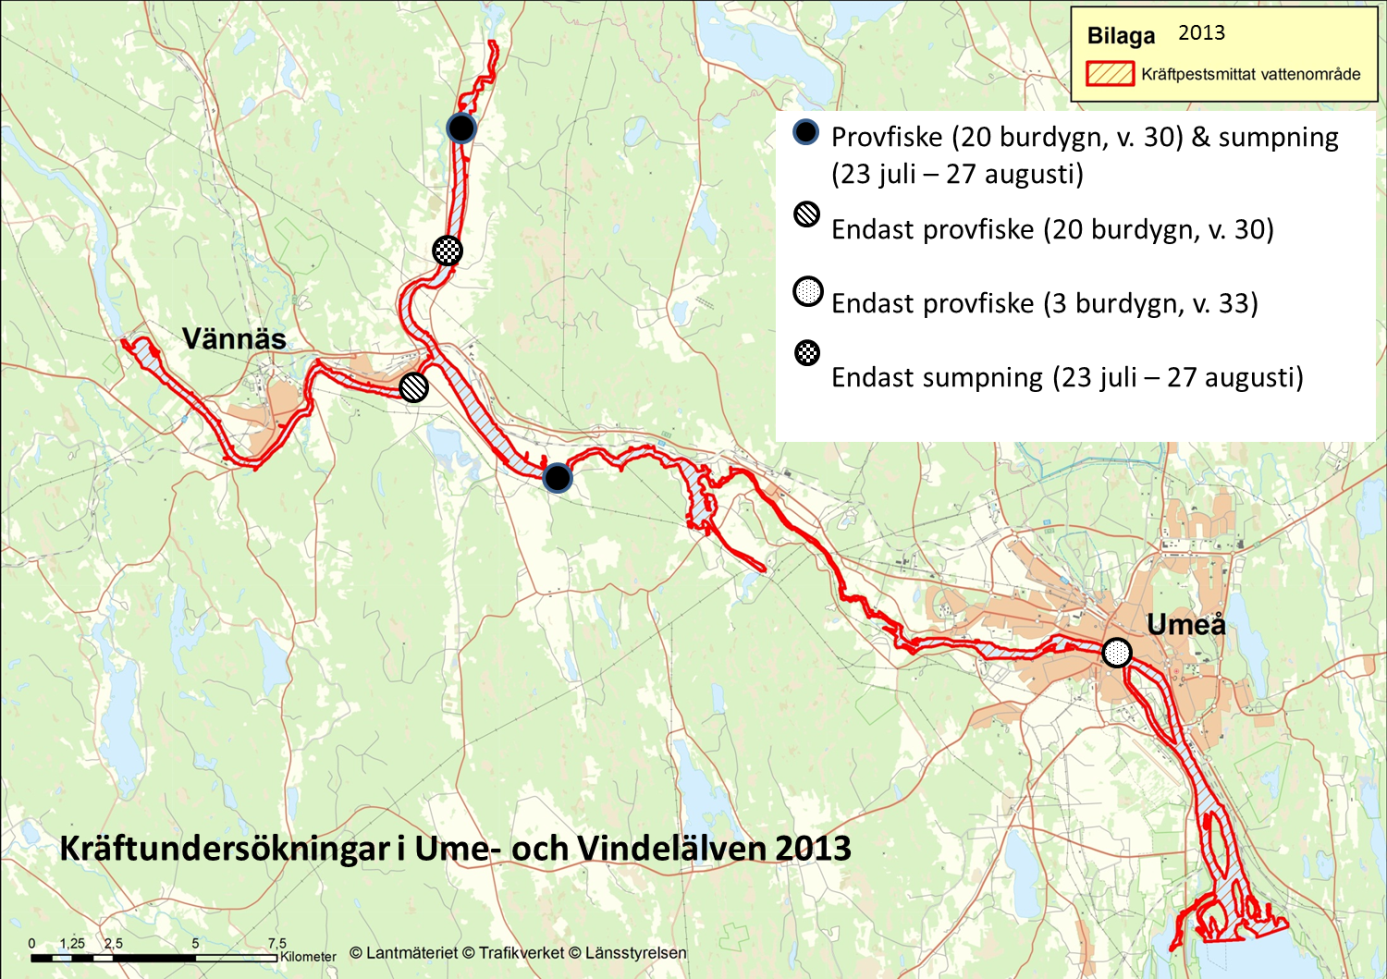 Bilaga 2013
Kräftpestsmittat vattenområde
Provfiske (20 burdygn, v. 30) & sumpning
(23 juli – 27 augusti)
Endast provfiske (20 burdygn, v. 30)
Endast provfiske (3 burdygn, v. 33)
Endast sumpning (23 juli – 27 augusti)
Vännäs
Umeå
Kräftundersökningar i Ume- och Vindelälven 2013
0 1,25 2,5 5 7,5
Kilometer
© Lantmäteriet © Trafikverket © Länsstyrelsen